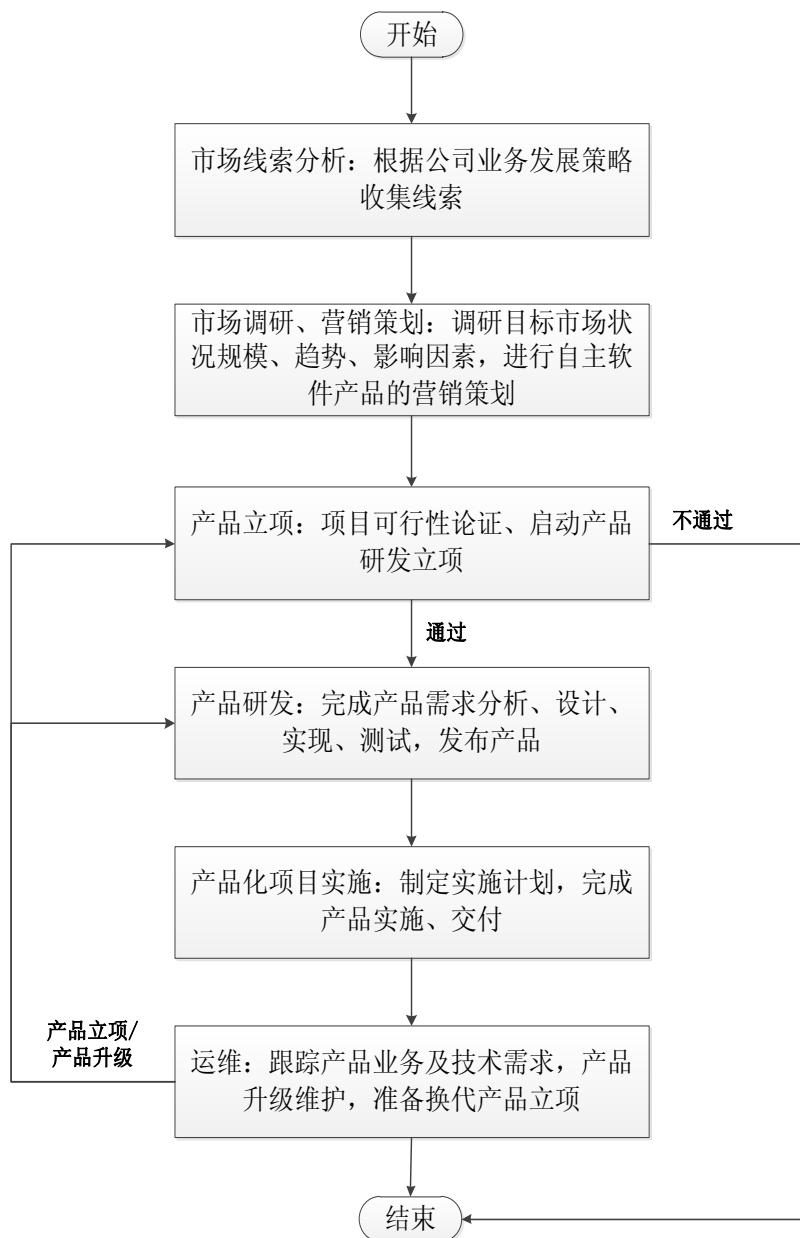 开始
市场线索分析：根据公司业务发展策略
收集线索
市场调研、营销策划：调研目标市场状
况规模、趋势、影响因素，进行自主软
件产品的营销策划
产品立项：项目可行性论证、启动产品
研发立项
不通过
通过
产品研发：完成产品需求分析、设计、
实现、测试，发布产品
产品化项目实施：制定实施计划，完成
产品实施、交付
产品立项/
产品升级
运维：跟踪产品业务及技术需求，产品
升级维护，准备换代产品立项
结束